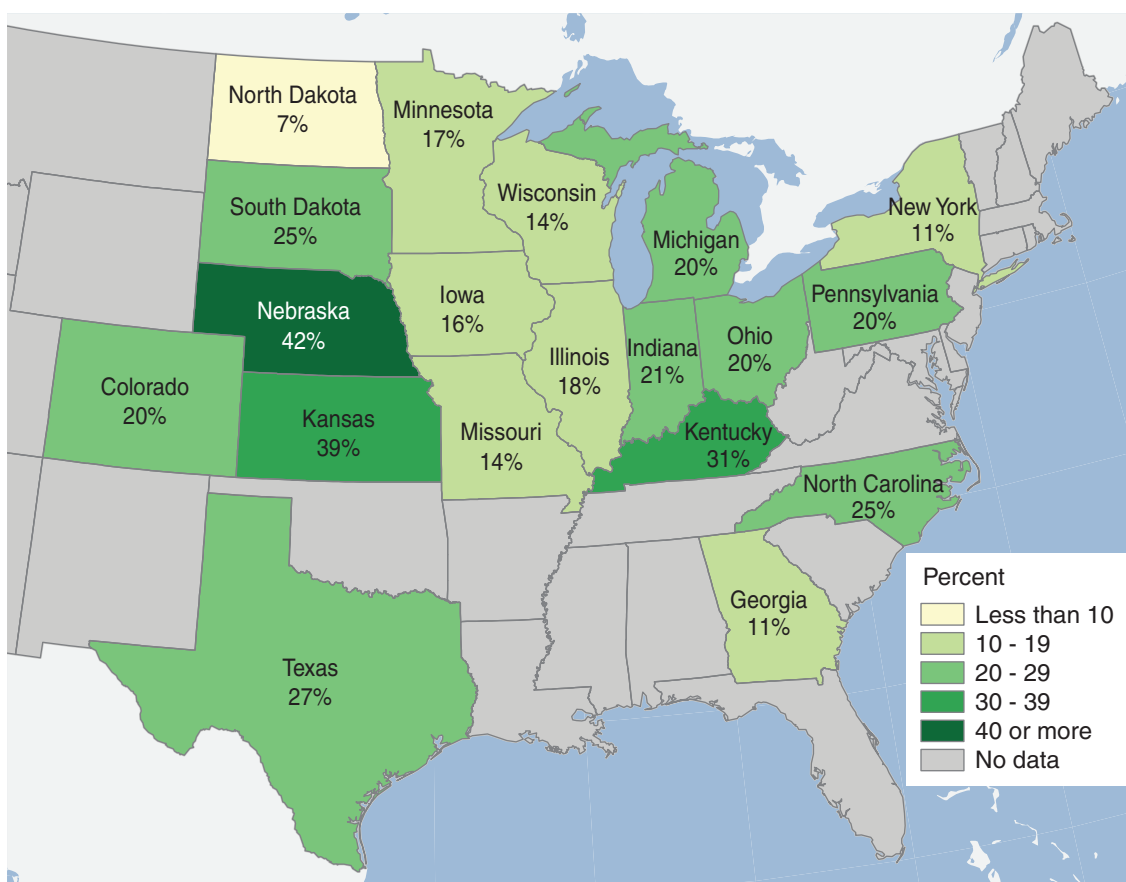 North Dakota
7%
Minnesota
17%
South Dakota
25%
Wisconsin
14%
Michigan
20%
New York
11%
Nebraska
42%
Iowa
16%
Illinois
18%
Indiana
21%
Ohio
20%
Pennsylvania
20%
Colorado
20%
Kansas
39%
Missouri
14%
Kentucky
31%
North Carolina
25%
Georgia
11%
Texas
27%
Percent
Less than 10
10 - 19
20 - 29
30 - 39
40 or more
No data